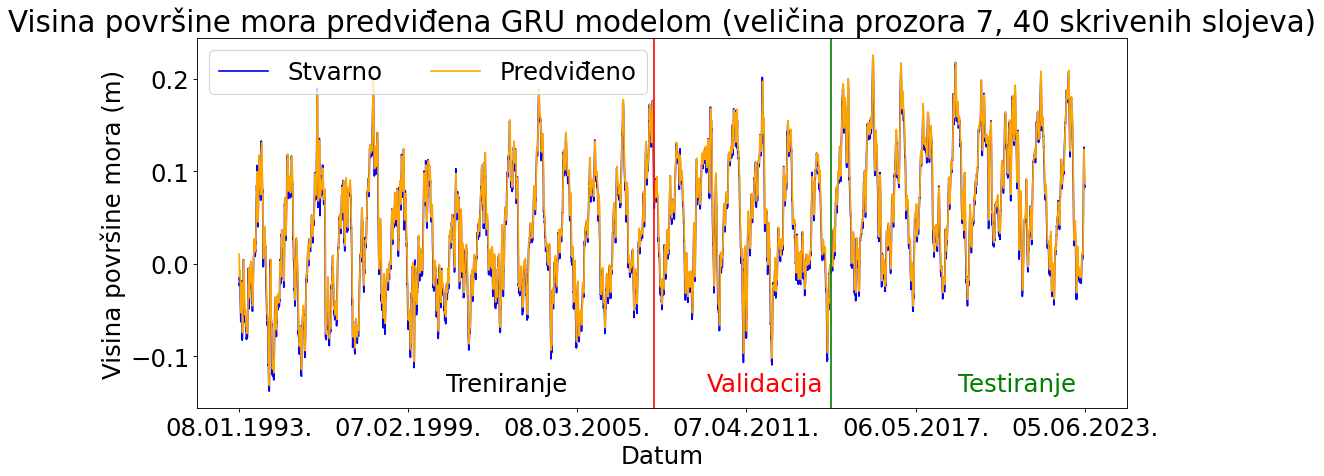 Visina površine mora predviđena GRU modelom (veličina prozora 7, 40 skrivenih slojeva)
Stvarno Predviđeno
Visina površine mora (m)
0.2
0.1
0.0
−0.1
Treniranje Validacija Testiranje
08.01.1993. 07.02.1999. 08.03.2005. 07.04.2011. 06.05.2017. 05.06.2023.
Datum